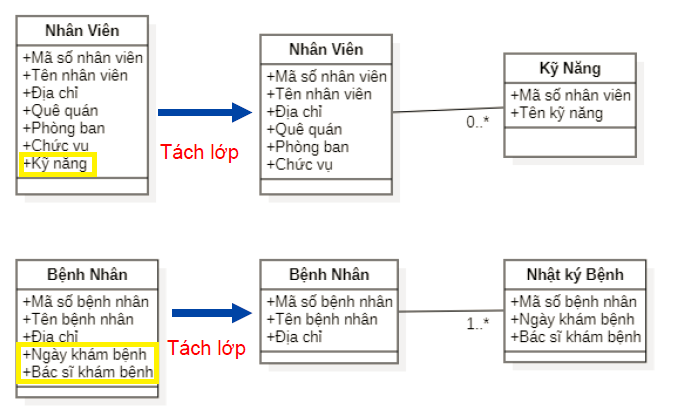 Nhân Viên
+Mã số nhân viên
+Tên nhân viên
+Địa chỉ
+Quê quán
+Phòng ban
+Chức vụ
+Kỹ năng
Tách lớp
Nhân Viên
+Mã số nhân viên
+Tên nhân viên
+Địa chỉ
+Quê quán
+Phòng ban
+Chức vụ
0..*
Kỹ Năng
+Mã số nhân viên
+Tên kỹ năng
Bệnh Nhân
+Mã số bệnh nhân
+Tên bệnh nhân
+Địa chỉ
+Ngày khám bệnh
+Bác sĩ khám bệnh
Tách lớp
Bệnh Nhân
+Mã số bệnh nhân
+Tên bệnh nhân
+Địa chỉ
1..*
Nhật ký Bệnh
+Mã số bệnh nhân
+Ngày khám bệnh
+Bác sĩ khám bệnh